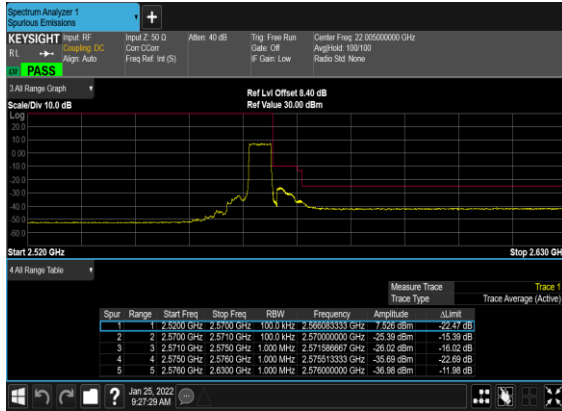 Spectrum Analyzer 1
Spurious Emissions
KEYSIGHT Input: RF Input Z: 50 Ω Atten: 40 dB Trig: Free Run Center Freq: 22.005000000 GHz
RL Coupling: DC Corr CCorr Gate: Off Avg|Hold: 100/100
Align: Auto Freq Ref: Int (S) IF Gain: Low Radio Std: None
PASS
3 All Range Graph
Ref Lvl Offset 8.40 dB
Scale/Div 10.0 dB Ref Value 30.00 dBm
Log
20.0
10.0
0.00
-10.0
-20.0
-30.0
-40.0
-50.0
-60.0
Start 2.520 GHz Stop 2.630 GH
4 All Range Table
Measure Trace Trace 1
Trace Type Trace Average (Active)
Spur Range Start Freq Stop Freq RBW Frequency Amplitude ΔLimit
1 1 2.5200 GHz 2.5700 GHz 100.0 kHz 2.566083333 GHz 7.526 dBm -22.47 dB
2 2 2.5700 GHz 2.5710 GHz 100.0 kHz 2.570000000 GHz -25.39 dBm -15.39 dB
3 3 2.5710 GHz 2.5750 GHz 1.000 MHz 2.571586667 GHz -26.02 dBm -16.02 dB
4 4 2.5750 GHz 2.5760 GHz 1.000 MHz 2.575513333 GHz -35.69 dBm -22.69 dB
5 5 2.5760 GHz 2.6300 GHz 1.000 MHz 2.576000000 GHz -36.98 dBm -11.98 dB
Jan 25, 2022
9:27:29 AM